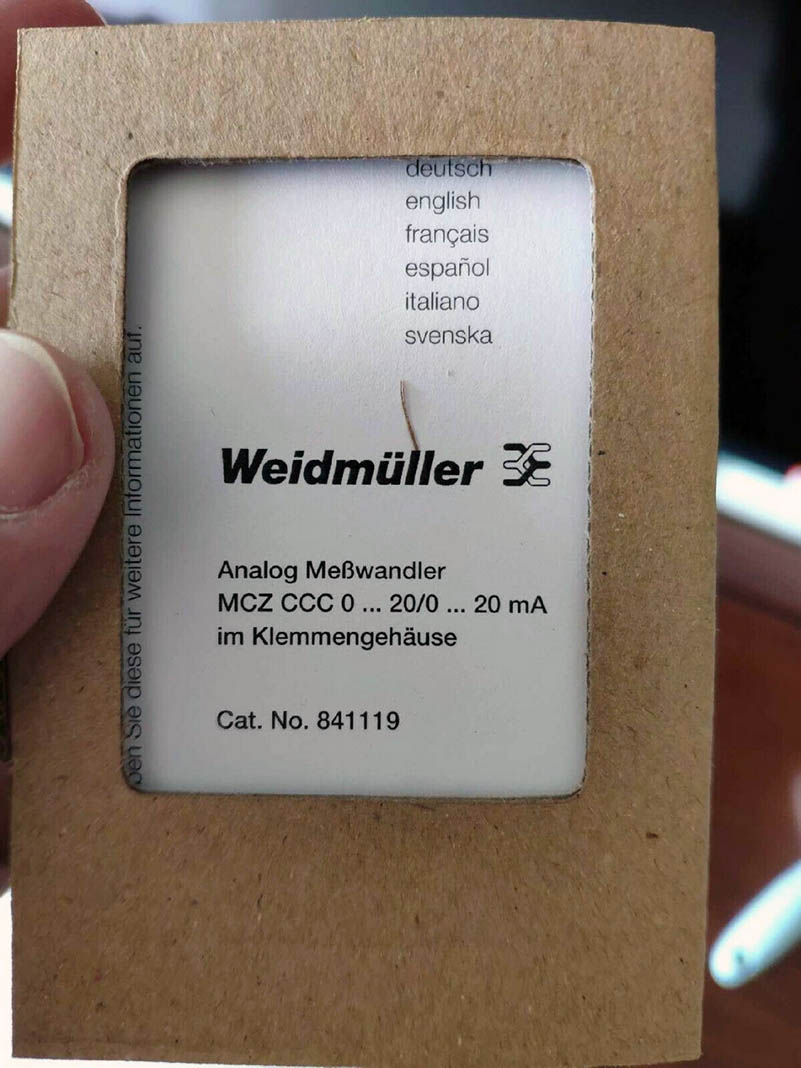 deutsch
english
français
español
italiano
svenska
Weidmüller
Analog Meßwandler
MCZ CCC 0 ... 20/0 ... 20 mA
im Klemmengehäuse
Cat. No. 841119
Sie diese für weitere Informationen auf.